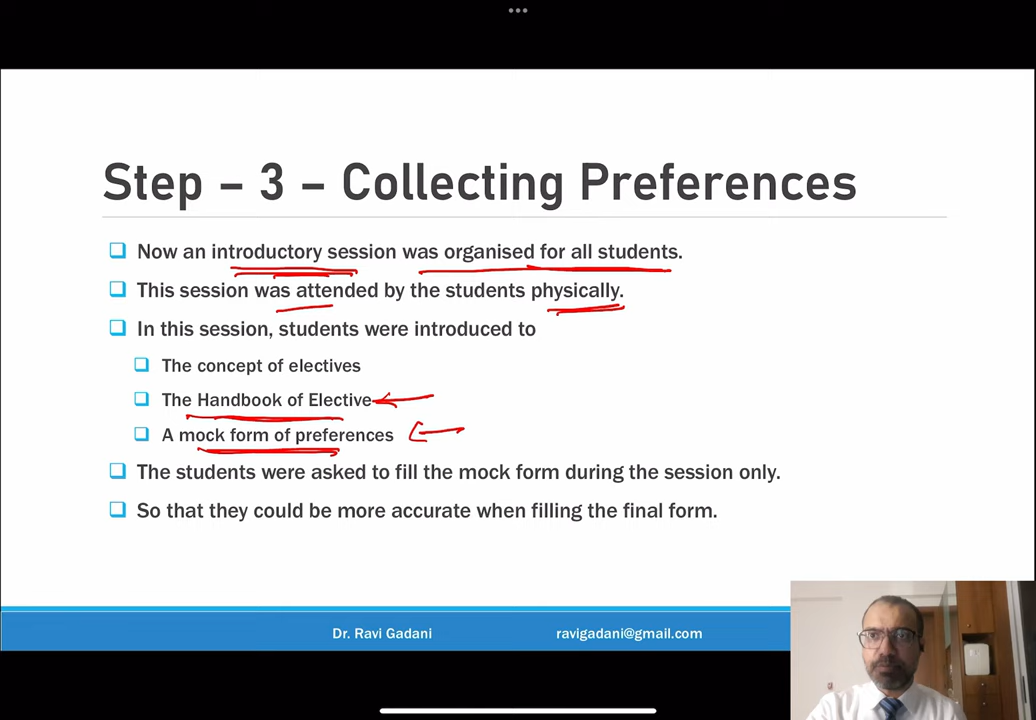 Step – 3 – Collecting Preferences
Now an introductory session was organised for all students.
This session was attended by the students physically.
In this session, students were introduced to
The concept of electives
The Handbook of Elective
A mock form of preferences
The students were asked to fill the mock form during the session only.
So that they could be more accurate when filling the final form.
Dr. Ravi Gadani ravigadani@gmail.com